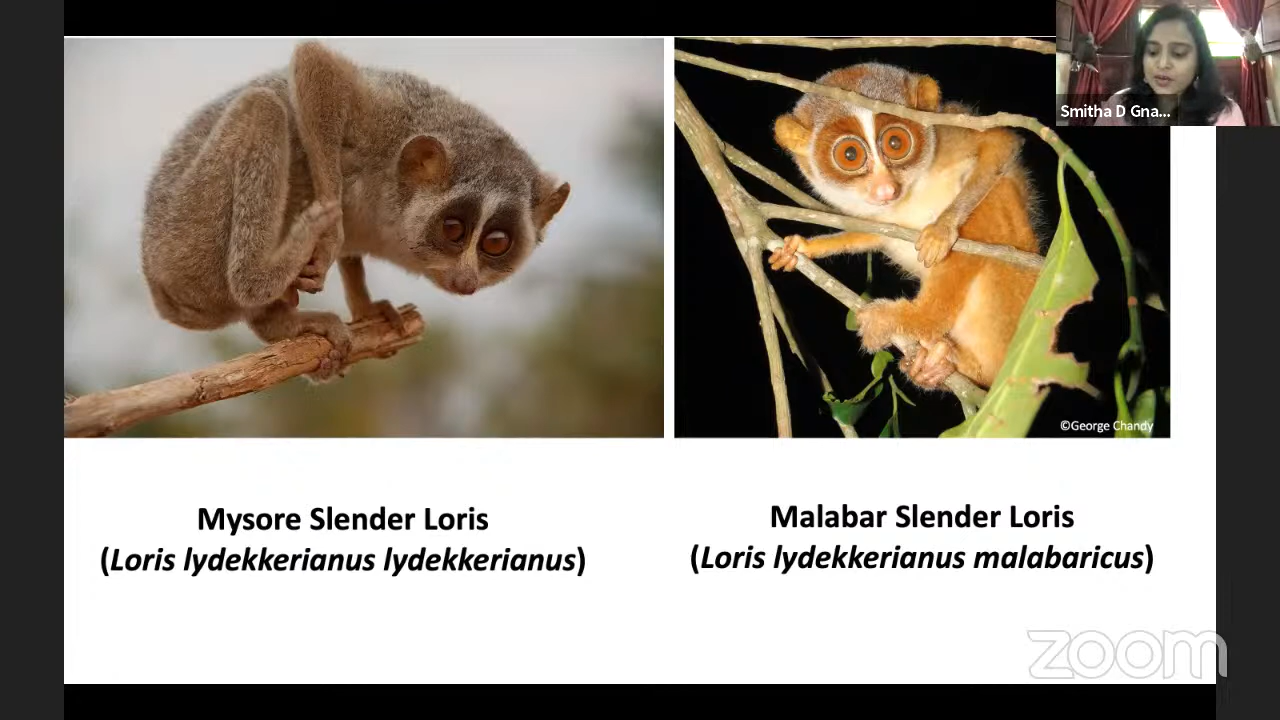 Smitha D Gna...
©George Chandy
Mysore Slender Loris
(Loris lydekkerianus lydekkerianus)
Malabar Slender Loris
(Loris lydekkerianus malabaricus)
zoom